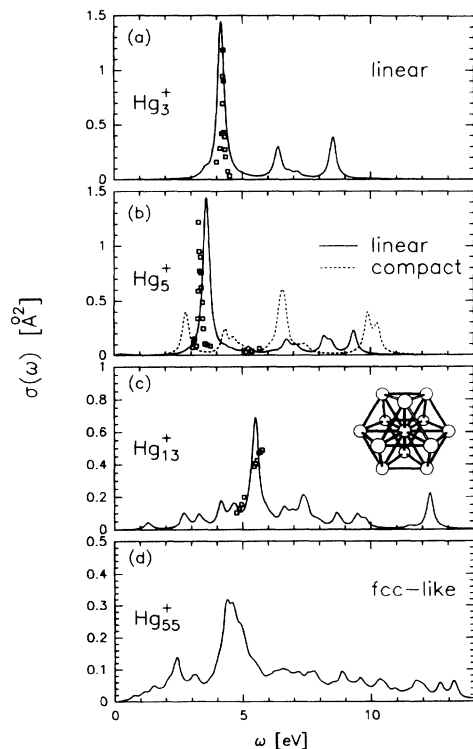 1.5
(a)
linear
1
Hg₃⁺
0.5
0
1.5
(b)
linear
compact
1
Hg₅⁺
0.5
σ(ω) [Å²]
0
0.8
(c)
0.6
Hg₁₃⁺
0.4
0.2
0
0.5
(d)
fcc-like
0.4
Hg₅₅⁺
0.3
0.2
0.1
0
0 5 10
ω [eV]